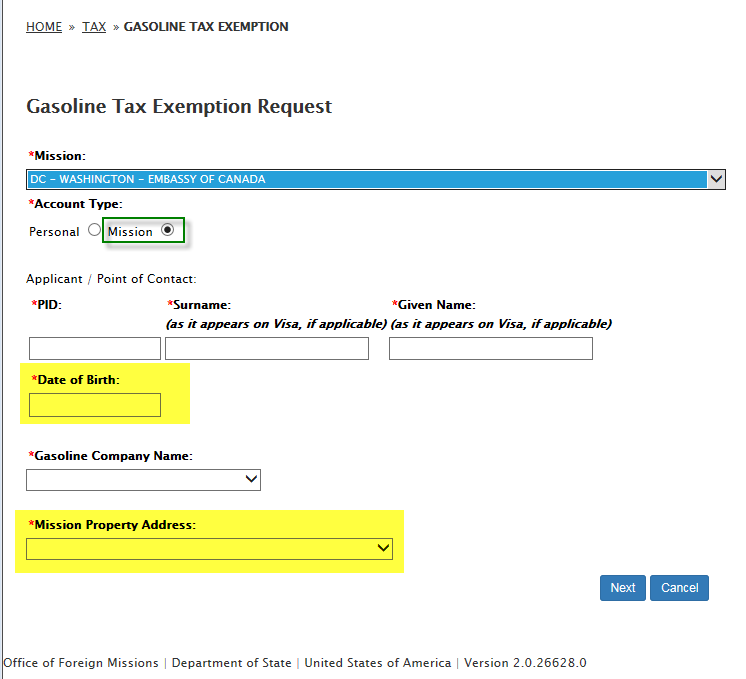 HOME » TAX » GASOLINE TAX EXEMPTION
Gasoline Tax Exemption Request
*Mission:
DC - WASHINGTON - EMBASSY OF CANADA
*Account Type:
Personal Mission
Applicant / Point of Contact:
*PID: *Surname: *Given Name:
(as it appears on Visa, if applicable) (as it appears on Visa, if applicable)
*Date of Birth:
*Gasoline Company Name:
*Mission Property Address:
Next Cancel
Office of Foreign Missions | Department of State | United States of America | Version 2.0.26628.0